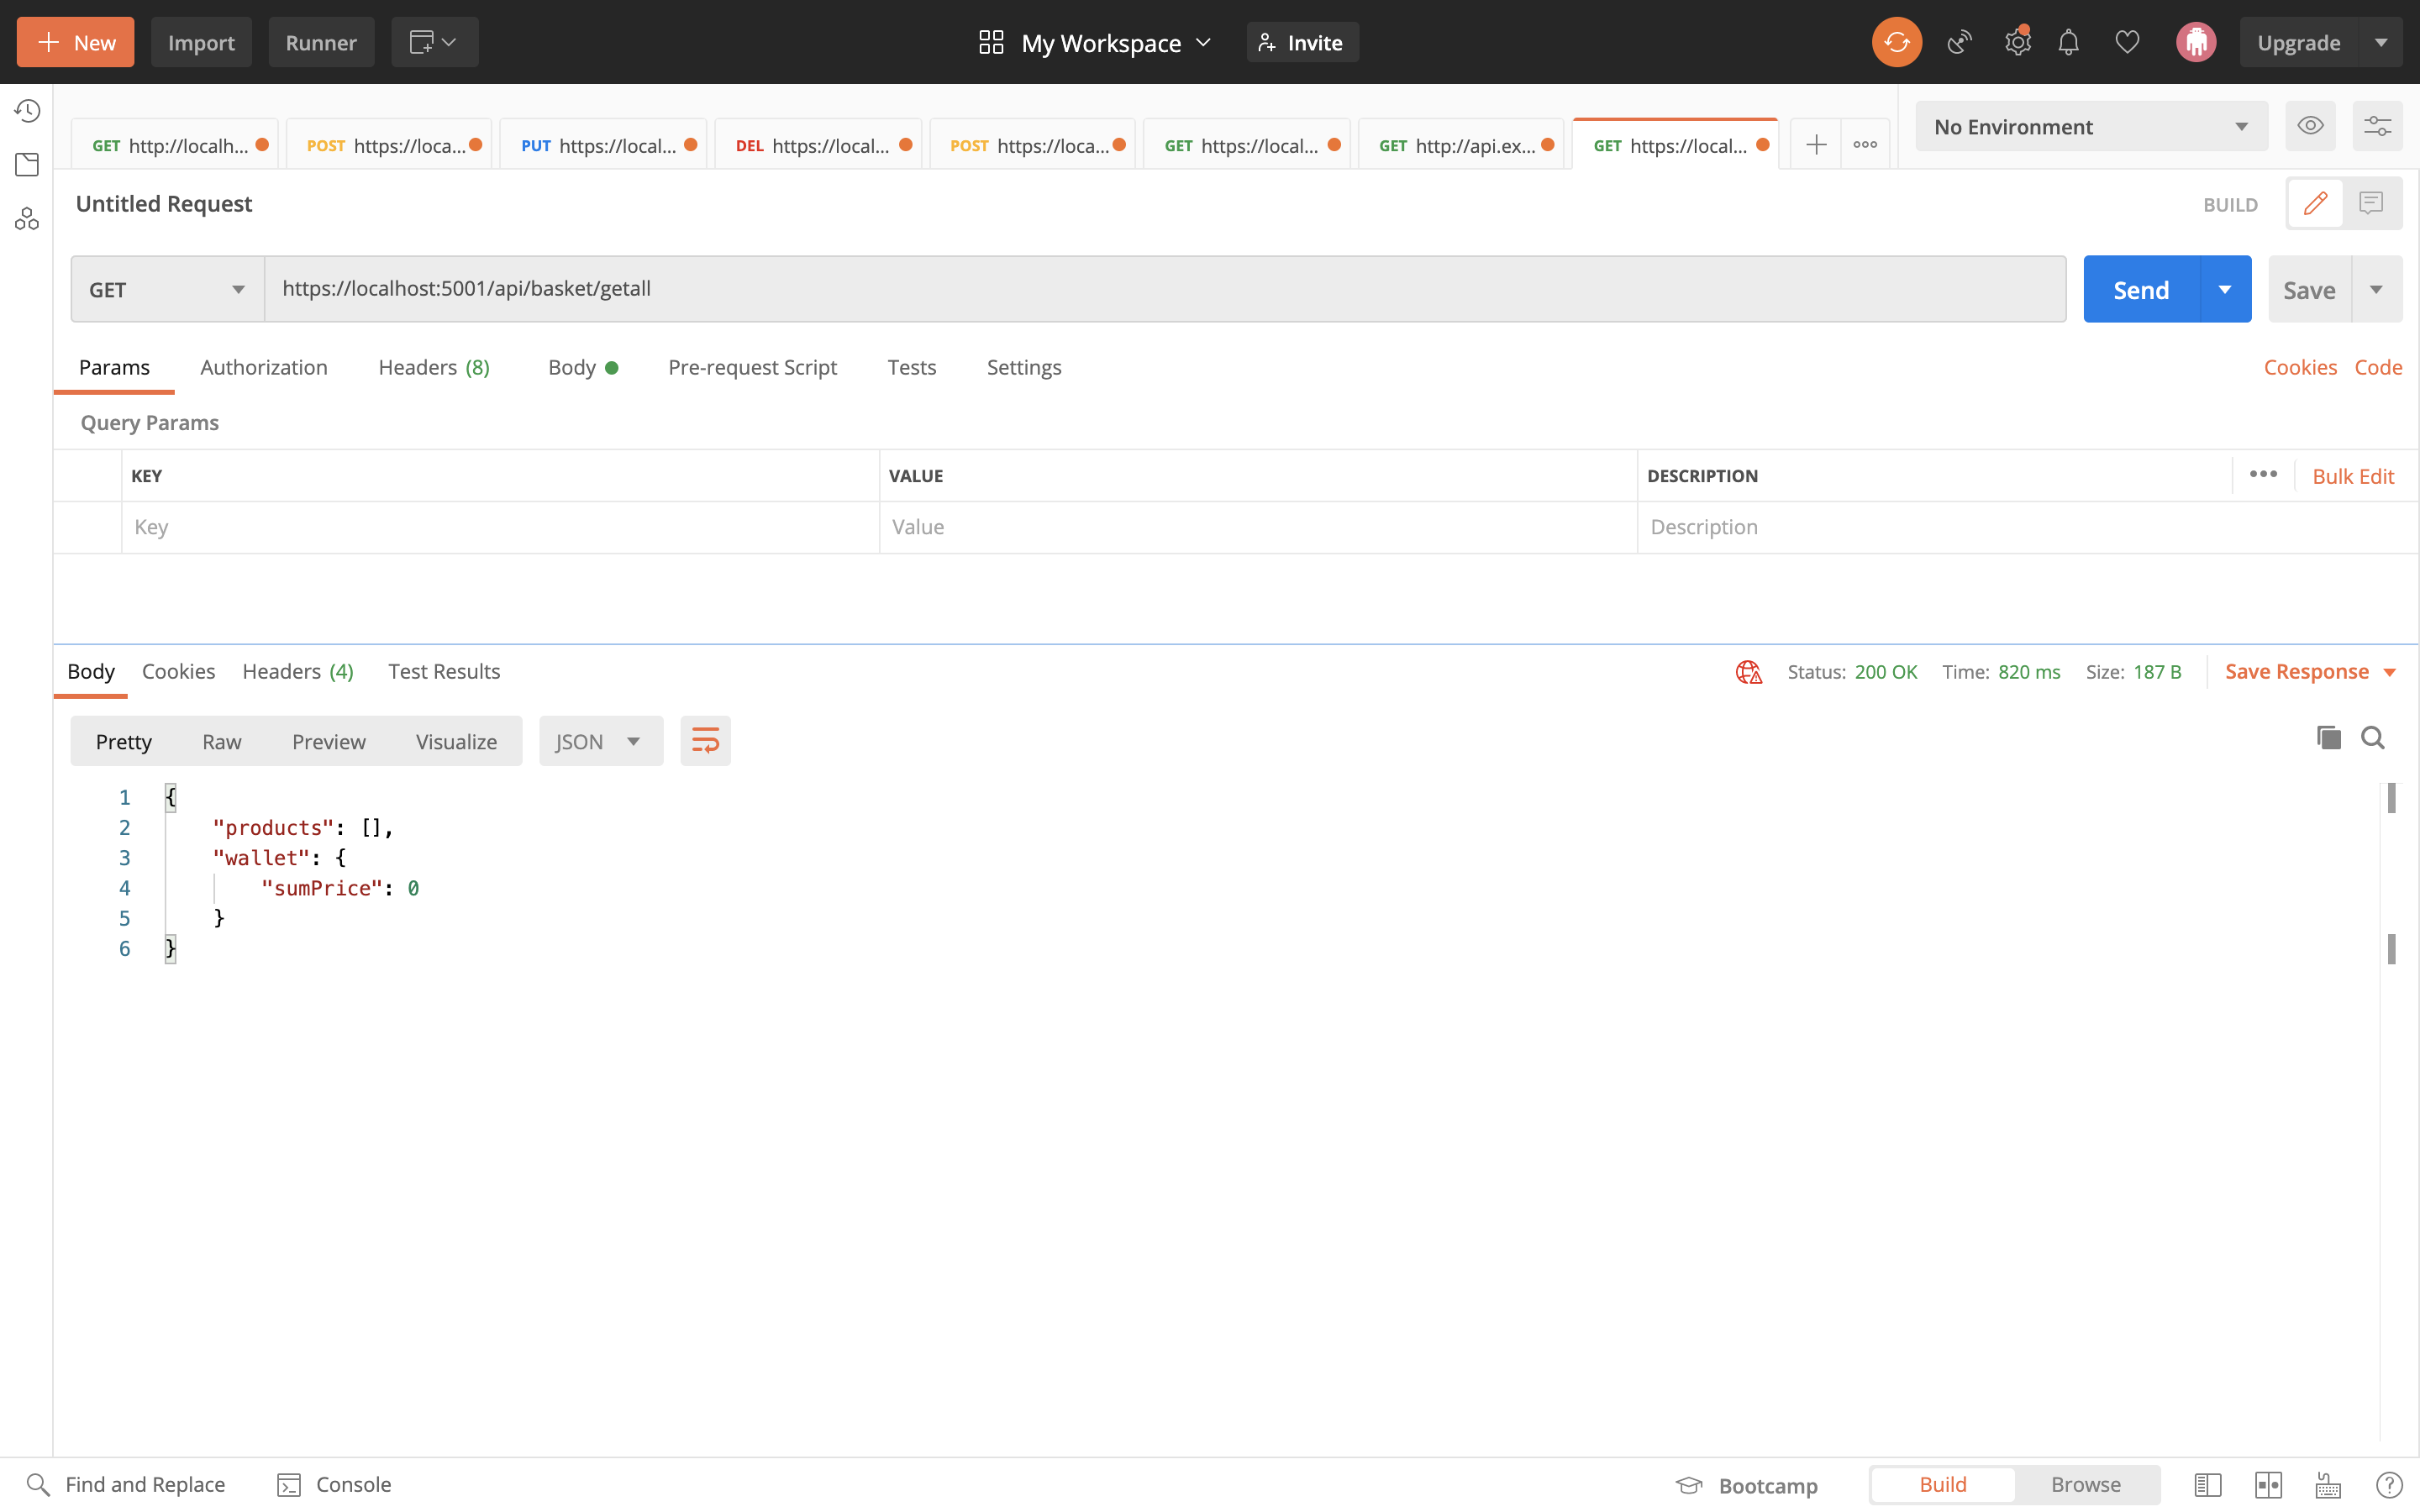 New Import Runner My Workspace Invite Upgrade
GET http://localh... POST https://loca... PUT https://local... DEL https://local... POST https://loca... GET https://local... GET http://api.ex... GET https://local... No Environment
Untitled Request BUILD
GET https://localhost:5001/api/basket/getall Send Save
Params Authorization Headers (8) Body Pre-request Script Tests Settings Cookies Code
Query Params
KEY VALUE DESCRIPTION Bulk Edit
Key Value Description
Body Cookies Headers (4) Test Results Status: 200 OK Time: 820 ms Size: 187 B Save Response
Pretty Raw Preview Visualize JSON
1 {
2 "products": [],
3 "wallet": {
4 "sumPrice": 0
5 }
6 }
Find and Replace Console Bootcamp Build Browse